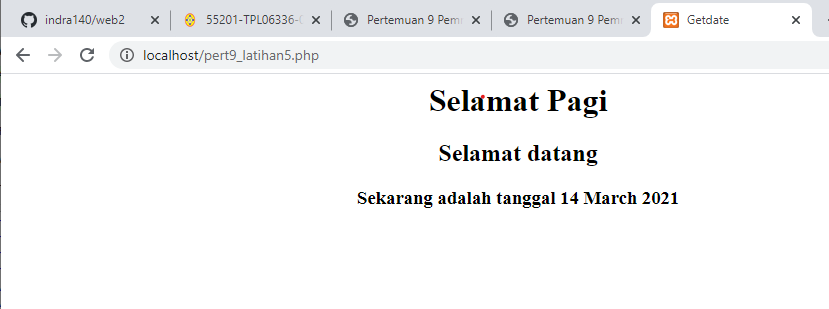 indra140/web2
55201-TPL06336-
Pertemuan 9 Pem
Pertemuan 9 Pem
Getdate
localhost/pert9_latihan5.php
Selamat Pagi
Selamat datang
Sekarang adalah tanggal 14 March 2021